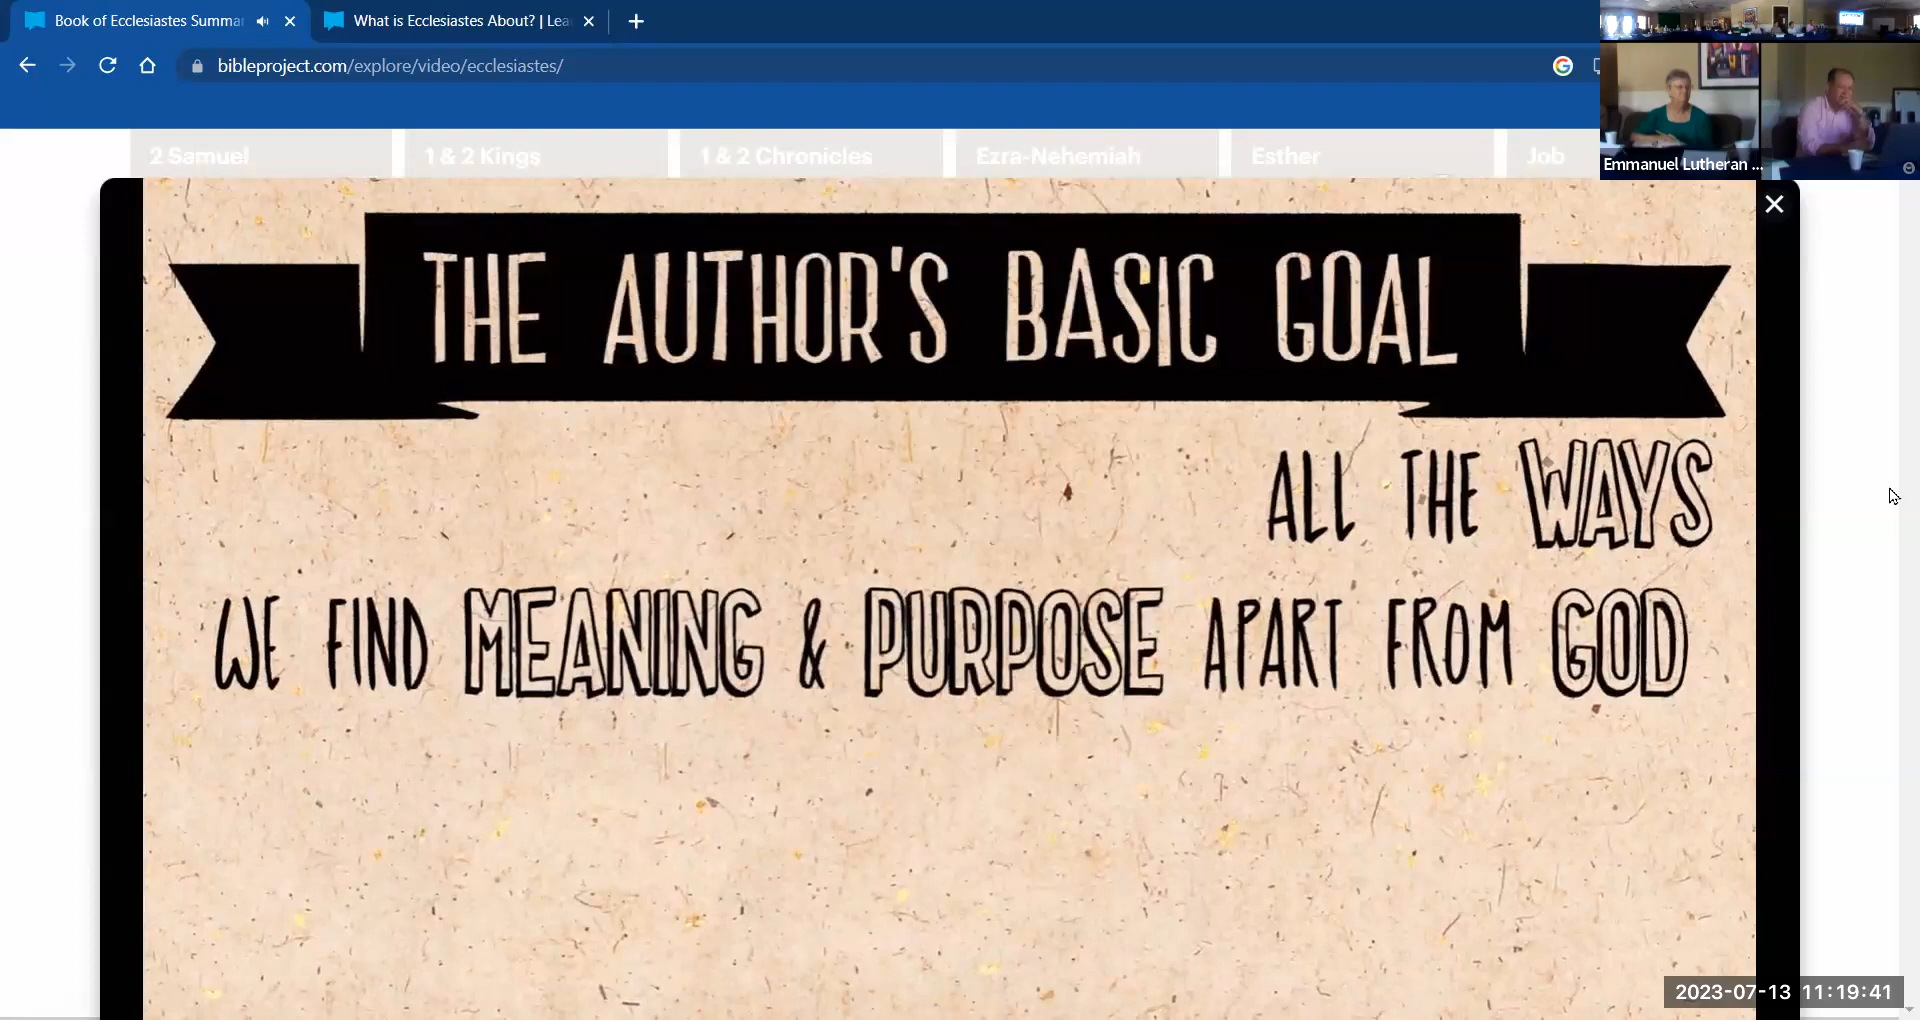 Book of Ecclesiastes Summa
What is Ecclesiastes About? | Lea
bibleproject.com/explore/video/ecclesiastes/
2 Samuel
1 & 2 Kings
1 & 2 Chronicles
Ezra-Nehemiah
Esther
Job
Emmanuel Lutheran ...
THE AUTHOR'S BASIC GOAL
ALL THE WAYS
WE FIND MEANING & PURPOSE APART FROM GOD
2023-07-13 11:19:41